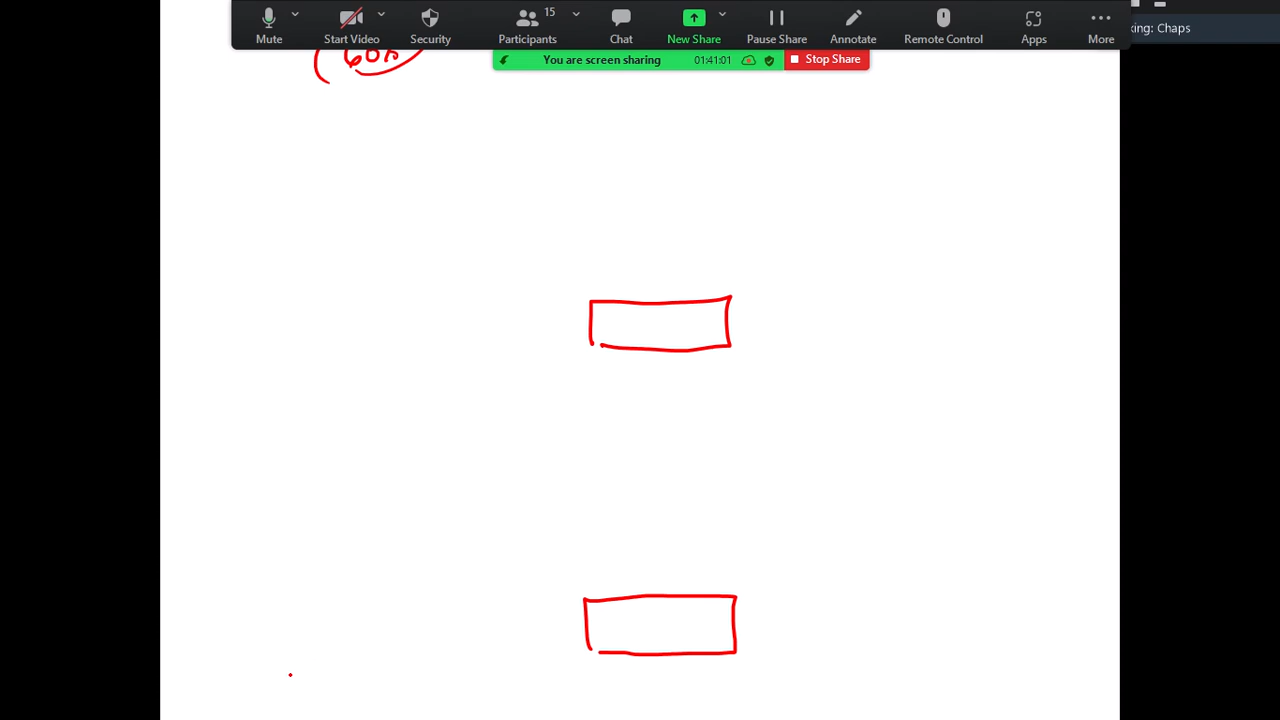 15
Mute Start Video Security Participants Chat New Share Pause Share Annotate Remote Control Apps More
king: Chaps
You are screen sharing 01:41:01 Stop Share